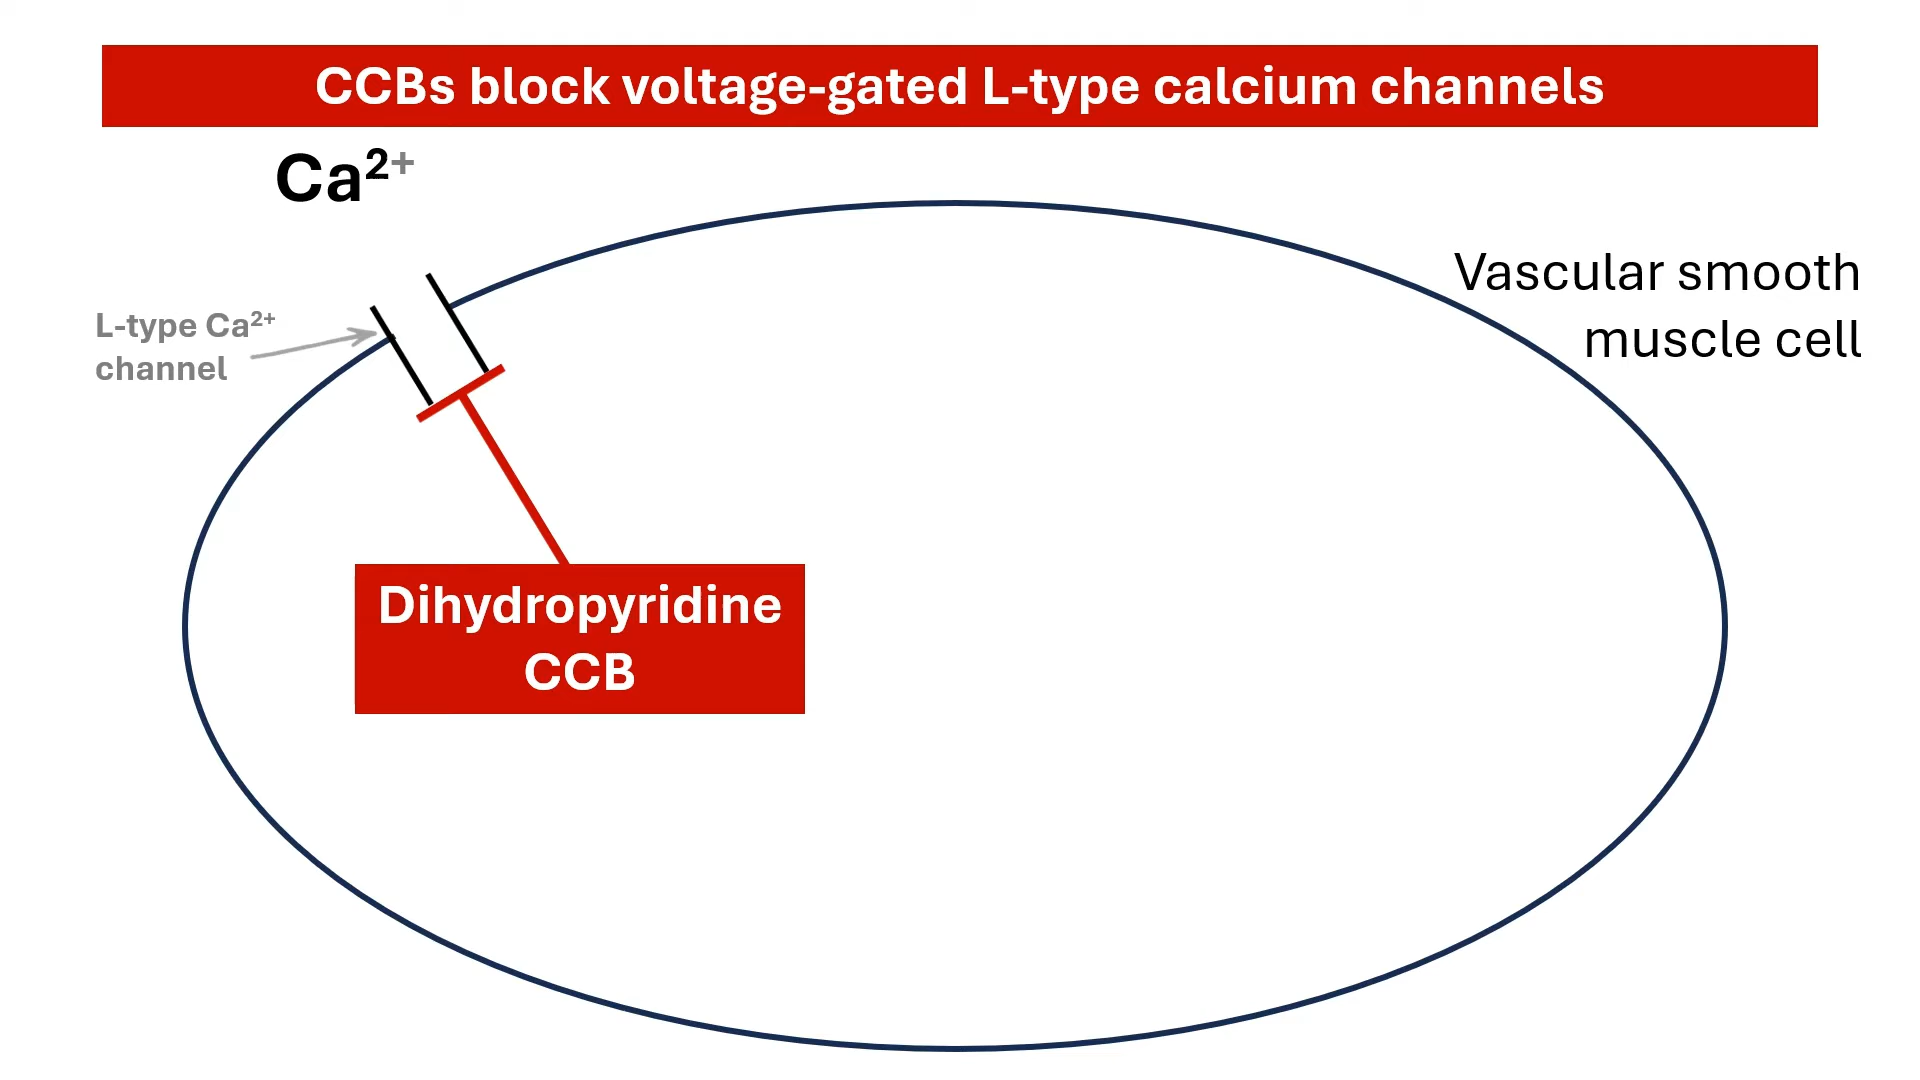 CCBs block voltage-gated L-type calcium channels
Ca²⁺
Vascular smooth
muscle cell
L-type Ca²⁺
channel
Dihydropyridine
CCB